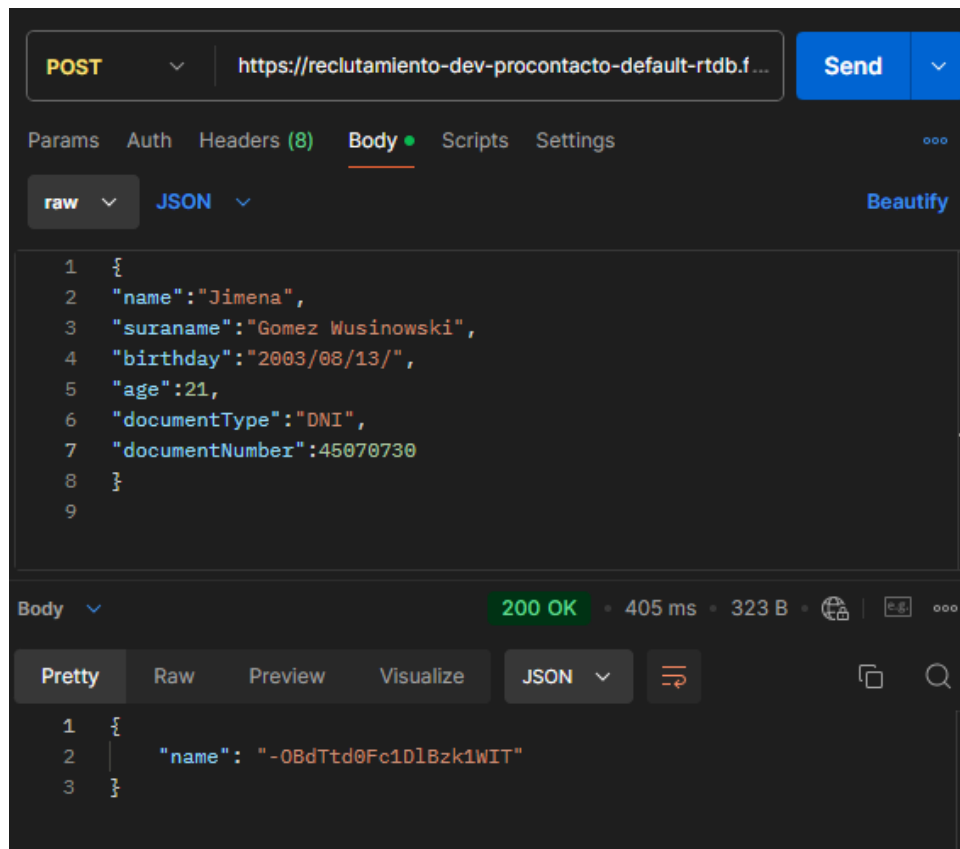 POST https://reclutamiento-dev-procontacto-default-rtdb.f... Send
Params Auth Headers (8) Body Scripts Settings
raw JSON Beautify
1 {
2 "name":"Jimena",
3 "suraname":"Gomez Wusinowski",
4 "birthday":"2003/08/13/",
5 "age":21,
6 "documentType":"DNI",
7 "documentNumber":45070730
8 }
9
Body 200 OK 405 ms 323 B e.g.
Pretty Raw Preview Visualize JSON
1 {
2 "name": "-OBdTtd0Fc1DlBzk1WIT"
3 }